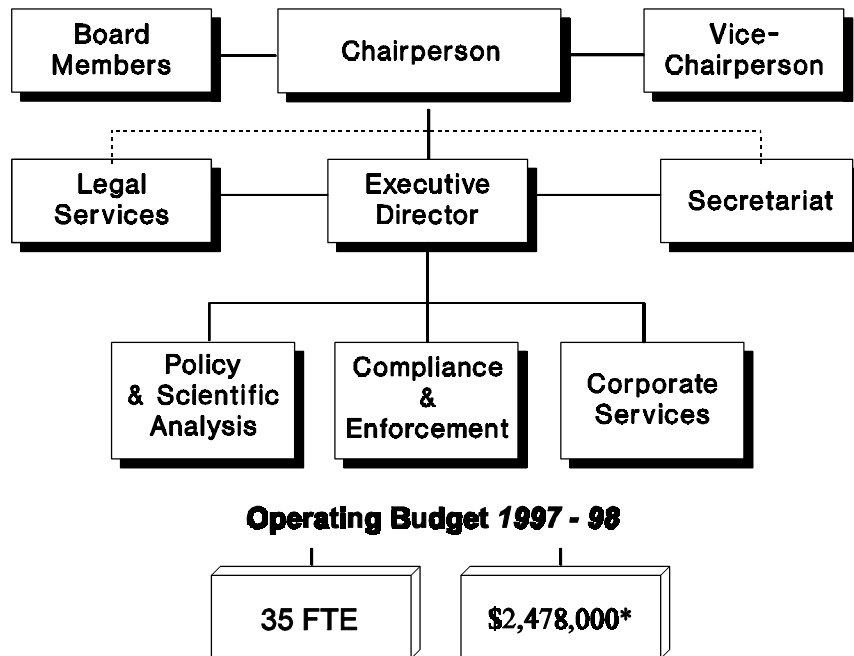 Board
Members
Chairperson
Vice-
Chairperson
Legal
Services
Executive
Director
Secretariat
Policy
& Scientific
Analysis
Compliance
&
Enforcement
Corporate
Services
Operating Budget 1997 - 98
35 FTE
$2,478,000*